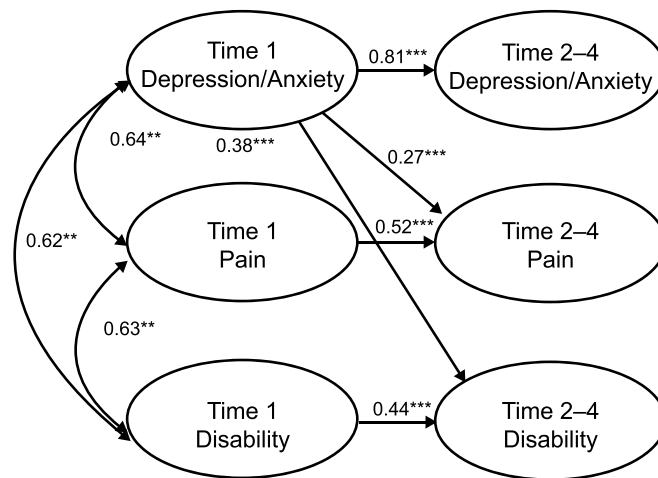 Time 1
Depression/Anxiety
0.81***
Time 2–4
Depression/Anxiety
0.64**
0.38***
0.27***
0.62**
Time 1
Pain
0.52***
Time 2–4
Pain
0.63**
Time 1
Disability
0.44***
Time 2–4
Disability